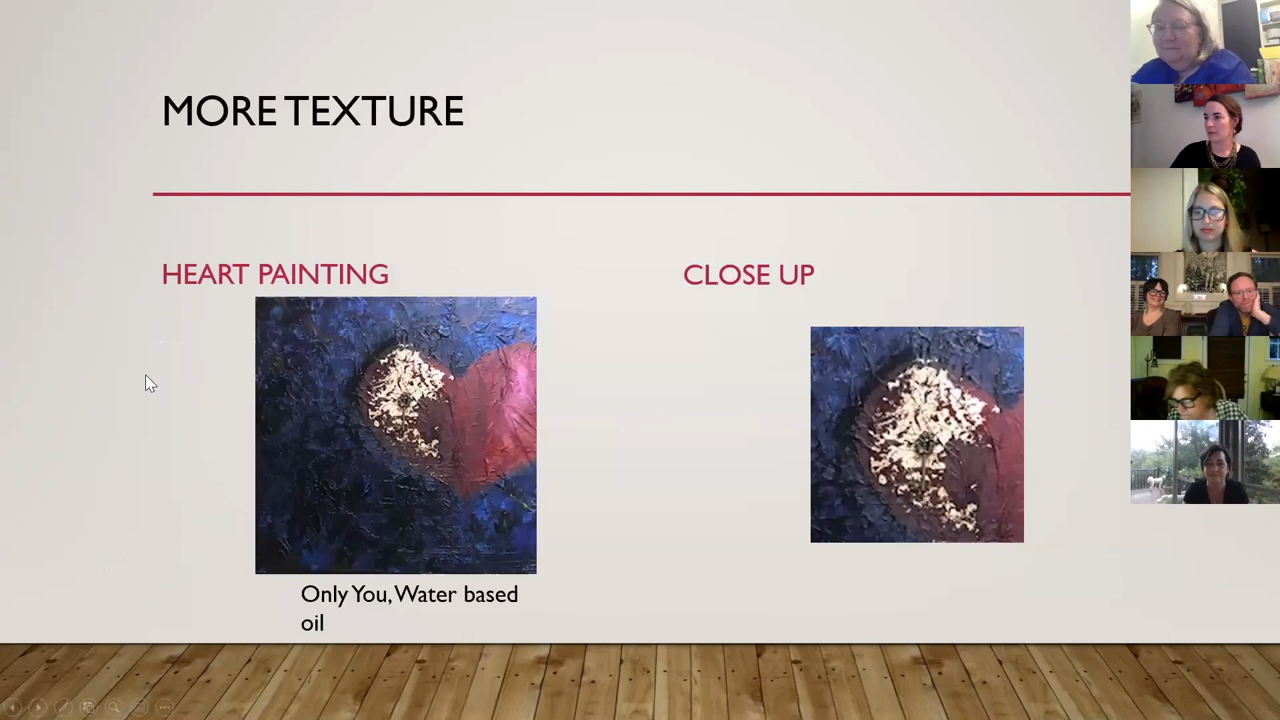 MORE TEXTURE
HEART PAINTING
CLOSE UP
Only You, Water based
oil